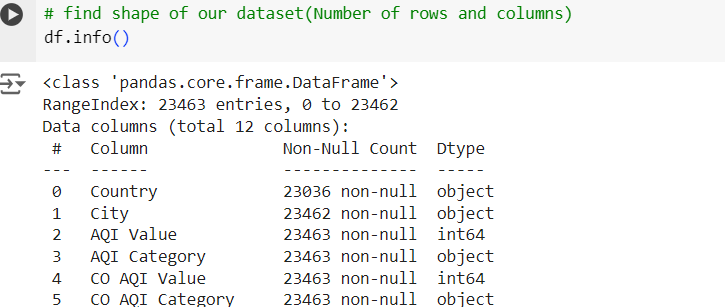 # find shape of our dataset(Number of rows and columns)
df.info()
<class 'pandas.core.frame.DataFrame'>
RangeIndex: 23463 entries, 0 to 23462
Data columns (total 12 columns):
 #   Column              Non-Null Count  Dtype
---  ------              --------------  -----
 0   Country             23036 non-null  object
 1   City                23462 non-null  object
 2   AQI Value           23463 non-null  int64
 3   AQI Category        23463 non-null  object
 4   CO AQI Value        23463 non-null  int64
 5   CO AQI Category     23463 non-null  object